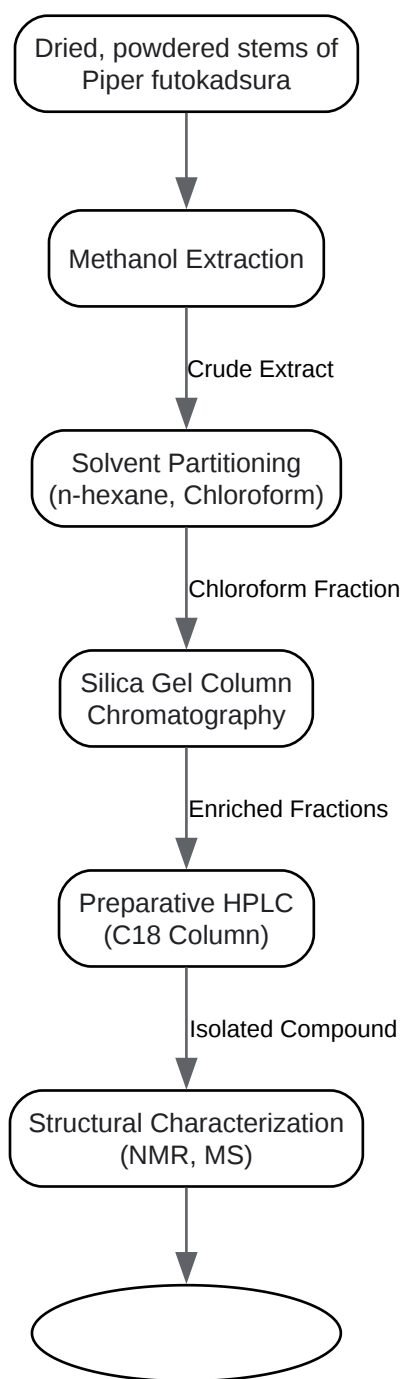 Dried, powdered stems of
Piper futokadsura
Methanol Extraction
Crude Extract
Solvent Partitioning
(n-hexane, Chloroform)
Chloroform Fraction
Silica Gel Column
Chromatography
Enriched Fractions
Preparative HPLC
(C18 Column)
Isolated Compound
Structural Characterization
(NMR, MS)